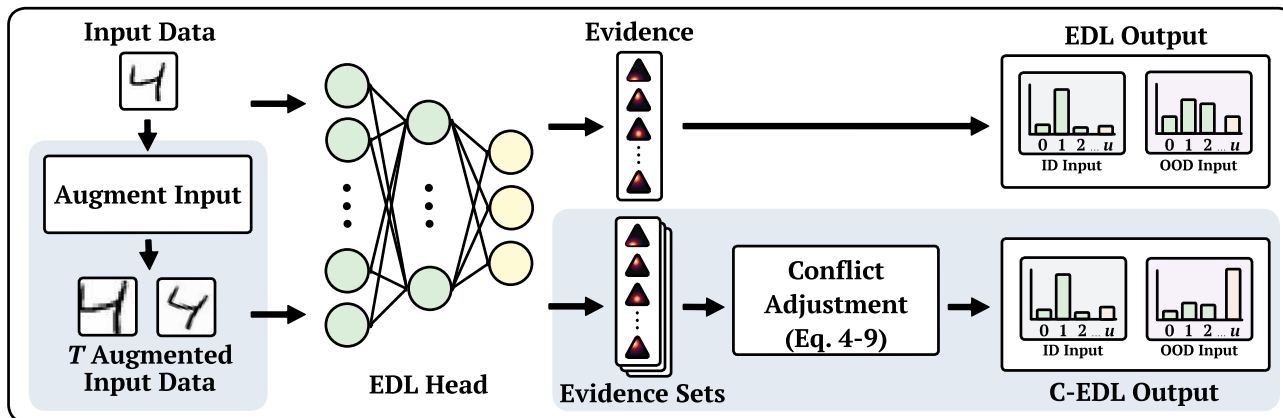 Input Data
Augment Input
T Augmented
Input Data
EDL Head
Evidence
Evidence Sets
Conflict
Adjustment
(Eq. 4-9)
EDL Output
0 1 2 ... u
ID Input
0 1 2 ... u
OOD Input
0 1 2 ... u
ID Input
0 1 2 ... u
OOD Input
C-EDL Output